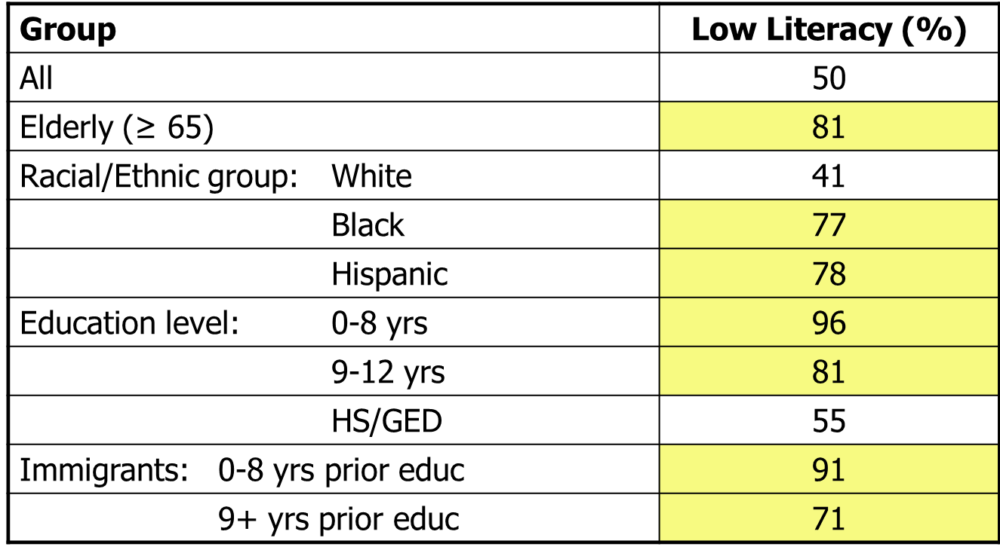 Group Low Literacy (%)
All 50
Elderly (≥ 65) 81
Racial/Ethnic group: White 41
Black 77
Hispanic 78
Education level: 0-8 yrs 96
9-12 yrs 81
HS/GED 55
Immigrants: 0-8 yrs prior educ 91
9+ yrs prior educ 71